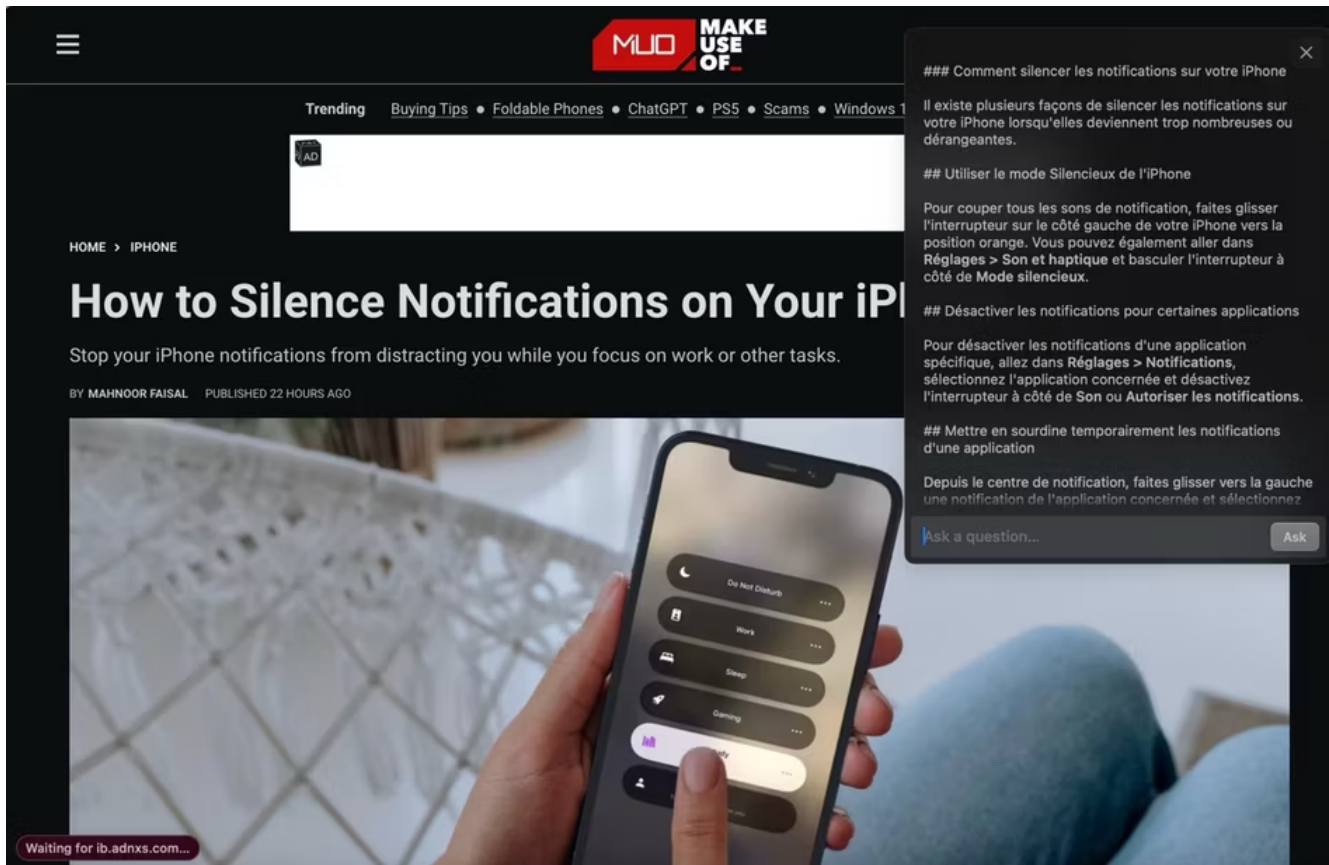 MUO
MAKE
USE
OF_
Trending Buying Tips • Foldable Phones • ChatGPT • PS5 • Scams • Windows 1
AD
HOME > IPHONE
How to Silence Notifications on Your iP
Stop your iPhone notifications from distracting you while you focus on work or other tasks.
BY MAHNOOR FAISAL PUBLISHED 22 HOURS AGO
Do Not Disturb
Work
Sleep
Gaming
### Comment silencer les notifications sur votre iPhone
Il existe plusieurs façons de silencer les notifications sur
votre iPhone lorsqu'elles deviennent trop nombreuses ou
dérangeantes.
## Utiliser le mode Silencieux de l'iPhone
Pour couper tous les sons de notification, faites glisser
l'interrupteur sur le côté gauche de votre iPhone vers la
position orange. Vous pouvez également aller dans
Réglages > Son et haptique et basculer l'interrupteur à
côté de Mode silencieux.
## Désactiver les notifications pour certaines applications
Pour désactiver les notifications d'une application
spécifique, allez dans Réglages > Notifications,
sélectionnez l'application concernée et désactivez
l'interrupteur à côté de Son ou Autoriser les notifications.
## Mettre en sourdine temporairement les notifications
d'une application
Depuis le centre de notification, faites glisser vers la gauche
une notification de l'application concernée et sélectionnez
Ask a question...
Ask
Waiting for ib.adnxs.com...